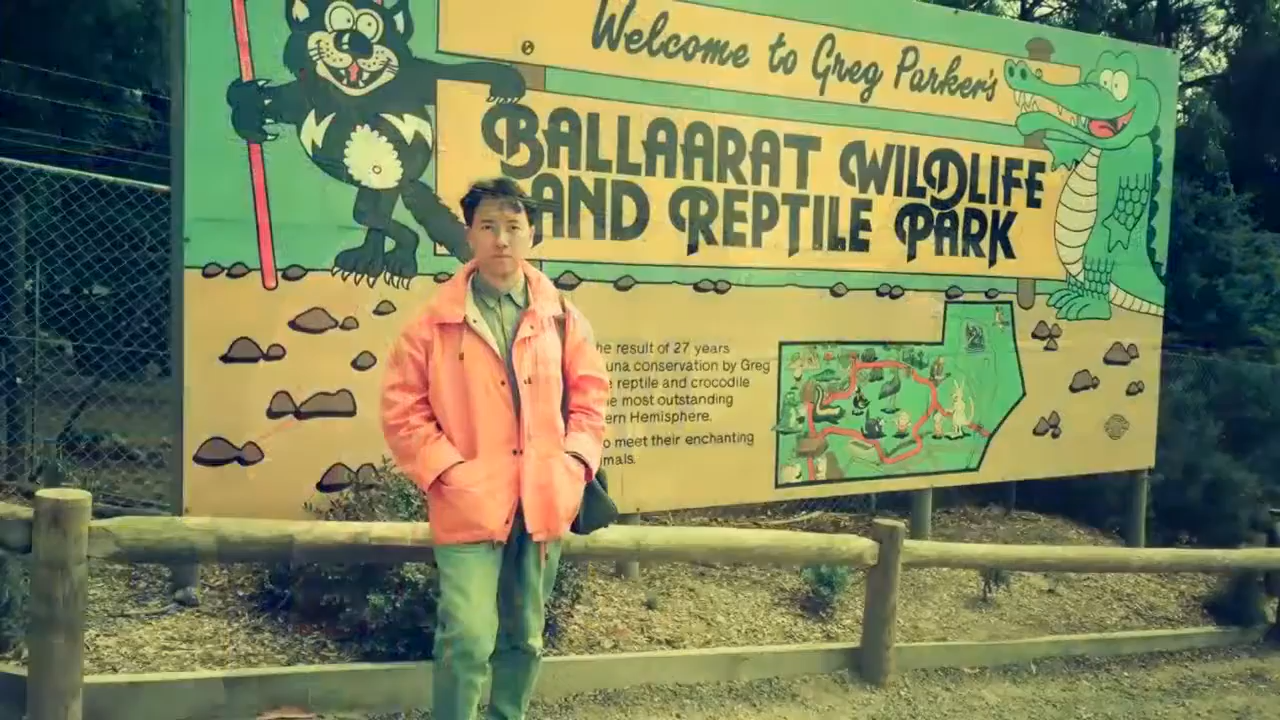 Welcome to Greg Parker's
BALLAARAT WILDLIFE
AND REPTILE PARK
he result of 27 years
una conservation by Greg
reptile and crocodile
e most outstanding
ern Hemisphere.
o meet their enchanting
mals.